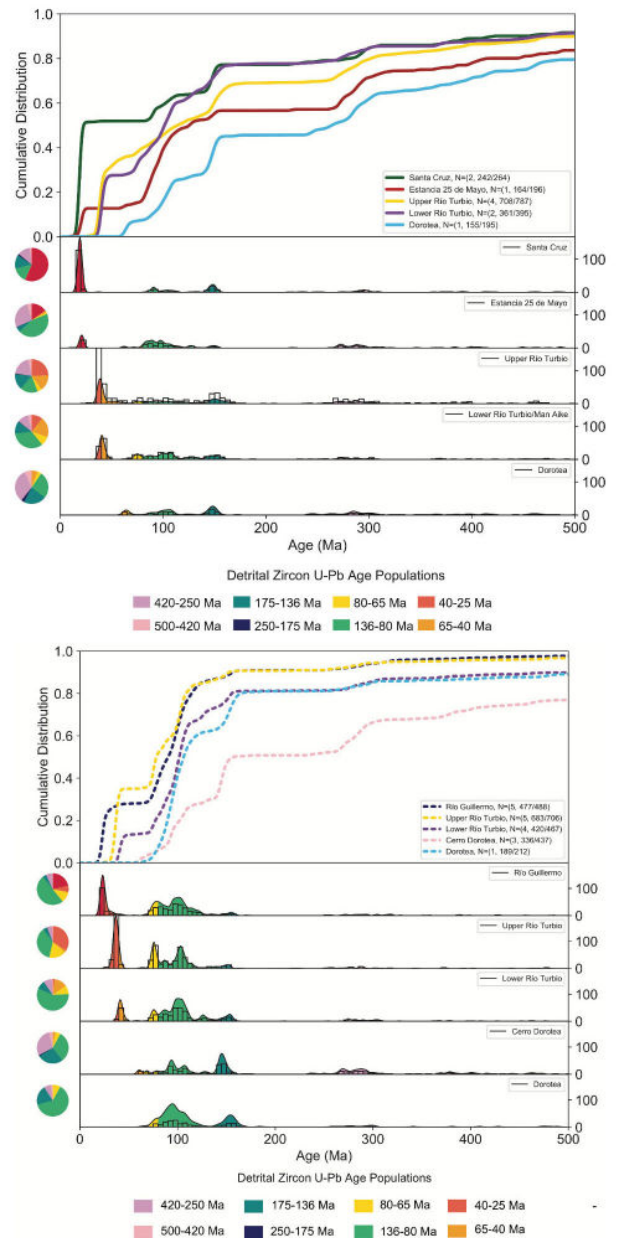 1.0
0.8
0.6
0.4
0.2
0.0
Cumulative Distribution
Santa Cruz, N=(2, 242/264)
Estancia 25 de Mayo, N=(1, 164/196)
Upper Río Turbio, N=(4, 708/787)
Lower Río Turbio, N=(2, 361/395)
Dorotea, N=(1, 155/195)
Santa Cruz
100
0
Estancia 25 de Mayo
100
0
Upper Río Turbio
100
0
Lower Río Turbio/Man Aike
100
0
Dorotea
100
0
0 100 200 300 400 500
Age (Ma)
Detrital Zircon U-Pb Age Populations
420-250 Ma 175-136 Ma 80-65 Ma 40-25 Ma
500-420 Ma 250-175 Ma 136-80 Ma 65-40 Ma
1.0
0.8
0.6
0.4
0.2
0.0
Cumulative Distribution
Río Guillermo, N=(5, 477/488)
Upper Río Turbio, N=(5, 683/706)
Lower Río Turbio, N=(4, 420/467)
Cerro Dorotea, N=(3, 336/437)
Dorotea, N=(1, 189/212)
Río Guillermo
100
0
Upper Río Turbio
100
0
Lower Río Turbio
100
0
Cerro Dorotea
100
0
Dorotea
100
0
0 100 200 300 400 500
Age (Ma)
Detrital Zircon U-Pb Age Populations
420-250 Ma 175-136 Ma 80-65 Ma 40-25 Ma -
500-420 Ma 250-175 Ma 136-80 Ma 65-40 Ma